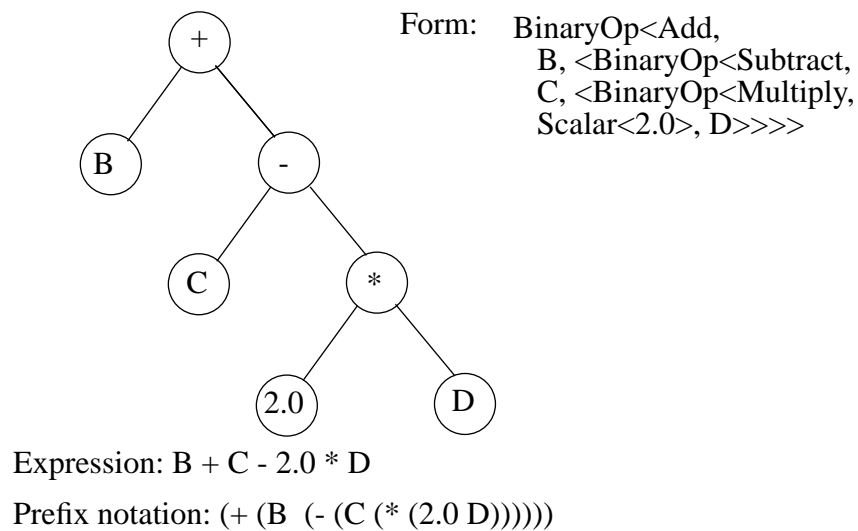 +
Form: BinaryOp<Add,
B, <BinaryOp<Subtract,
C, <BinaryOp<Multiply,
Scalar<2.0>, D>>>>
B
-
C
*
2.0
D
Expression: B + C - 2.0 * D
Prefix notation: (+ (B (- (C (* (2.0 D))))))